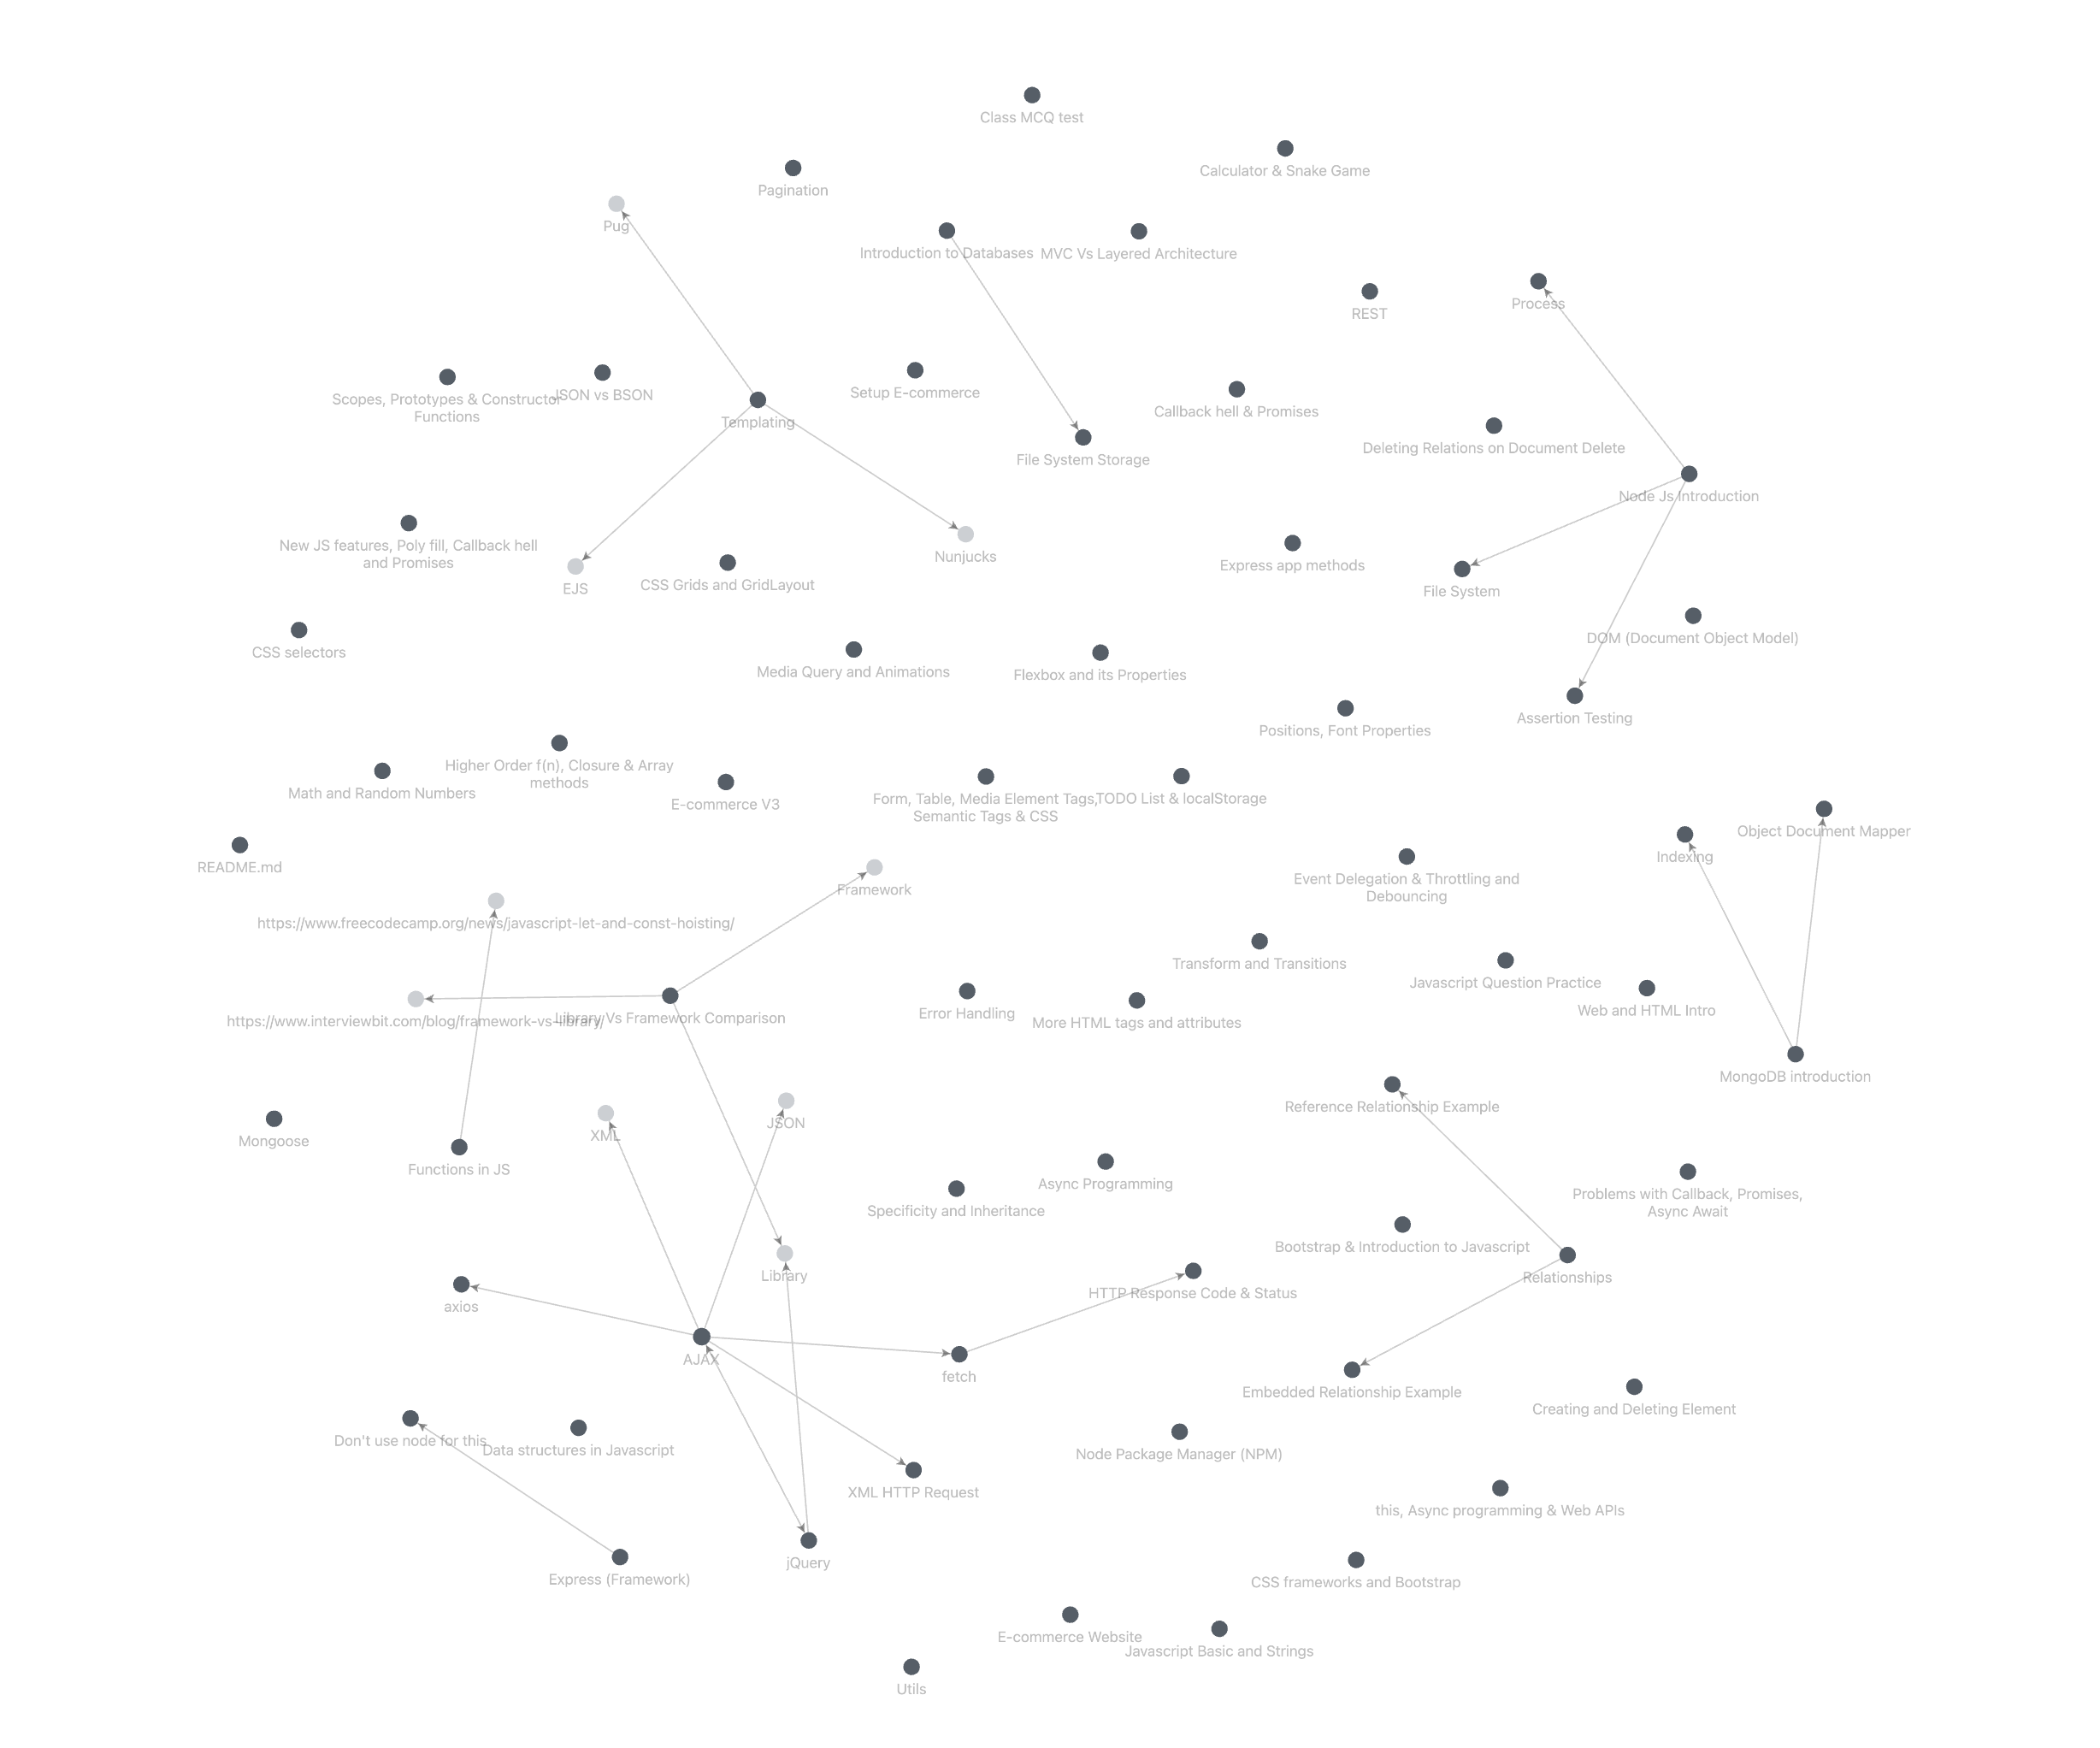 Class MCQ test
Calculator & Snake Game
Pagination
Pug
Introduction to Databases
MVC Vs Layered Architecture
Process
REST
Scopes, Prototypes & Constructor
Functions
JSON vs BSON
Setup E-commerce
Templating
Callback hell & Promises
Deleting Relations on Document Delete
File System Storage
Node Js Introduction
New JS features, Poly fill, Callback hell
and Promises
Nunjucks
Express app methods
EJS
CSS Grids and GridLayout
File System
DOM (Document Object Model)
CSS selectors
Media Query and Animations
Flexbox and its Properties
Assertion Testing
Positions, Font Properties
Higher Order f(n), Closure & Array
methods
Math and Random Numbers
E-commerce V3
Form, Table, Media Element Tags,
Semantic Tags & CSS
TODO List & localStorage
Object Document Mapper
Indexing
README.md
Framework
Event Delegation & Throttling and
Debouncing
https://www.freecodecamp.org/news/javascript-let-and-const-hoisting/
Transform and Transitions
Javascript Question Practice
Web and HTML Intro
https://www.interviewbit.com/blog/framework-vs-library/
Library Vs Framework Comparison
Error Handling
More HTML tags and attributes
MongoDB introduction
Reference Relationship Example
JSON
XML
Mongoose
Functions in JS
Async Programming
Specificity and Inheritance
Problems with Callback, Promises,
Async Await
Bootstrap & Introduction to Javascript
Library
Relationships
HTTP Response Code & Status
axios
AJAX
fetch
Embedded Relationship Example
Creating and Deleting Element
Don't use node for this
Data structures in Javascript
Node Package Manager (NPM)
XML HTTP Request
this, Async programming & Web APIs
jQuery
Express (Framework)
CSS frameworks and Bootstrap
E-commerce Website
Javascript Basic and Strings
Utils